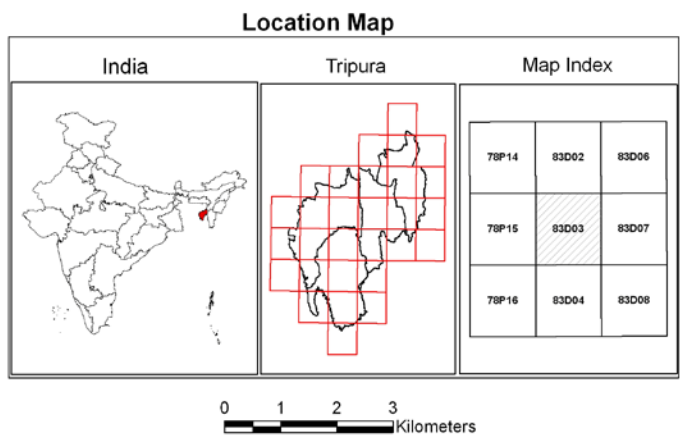 Location Map
India
Tripura
Map Index
78P14 83D02 83D06
78P15 83D03 83D07
78P16 83D04 83D08
0 1 2 3
Kilometers